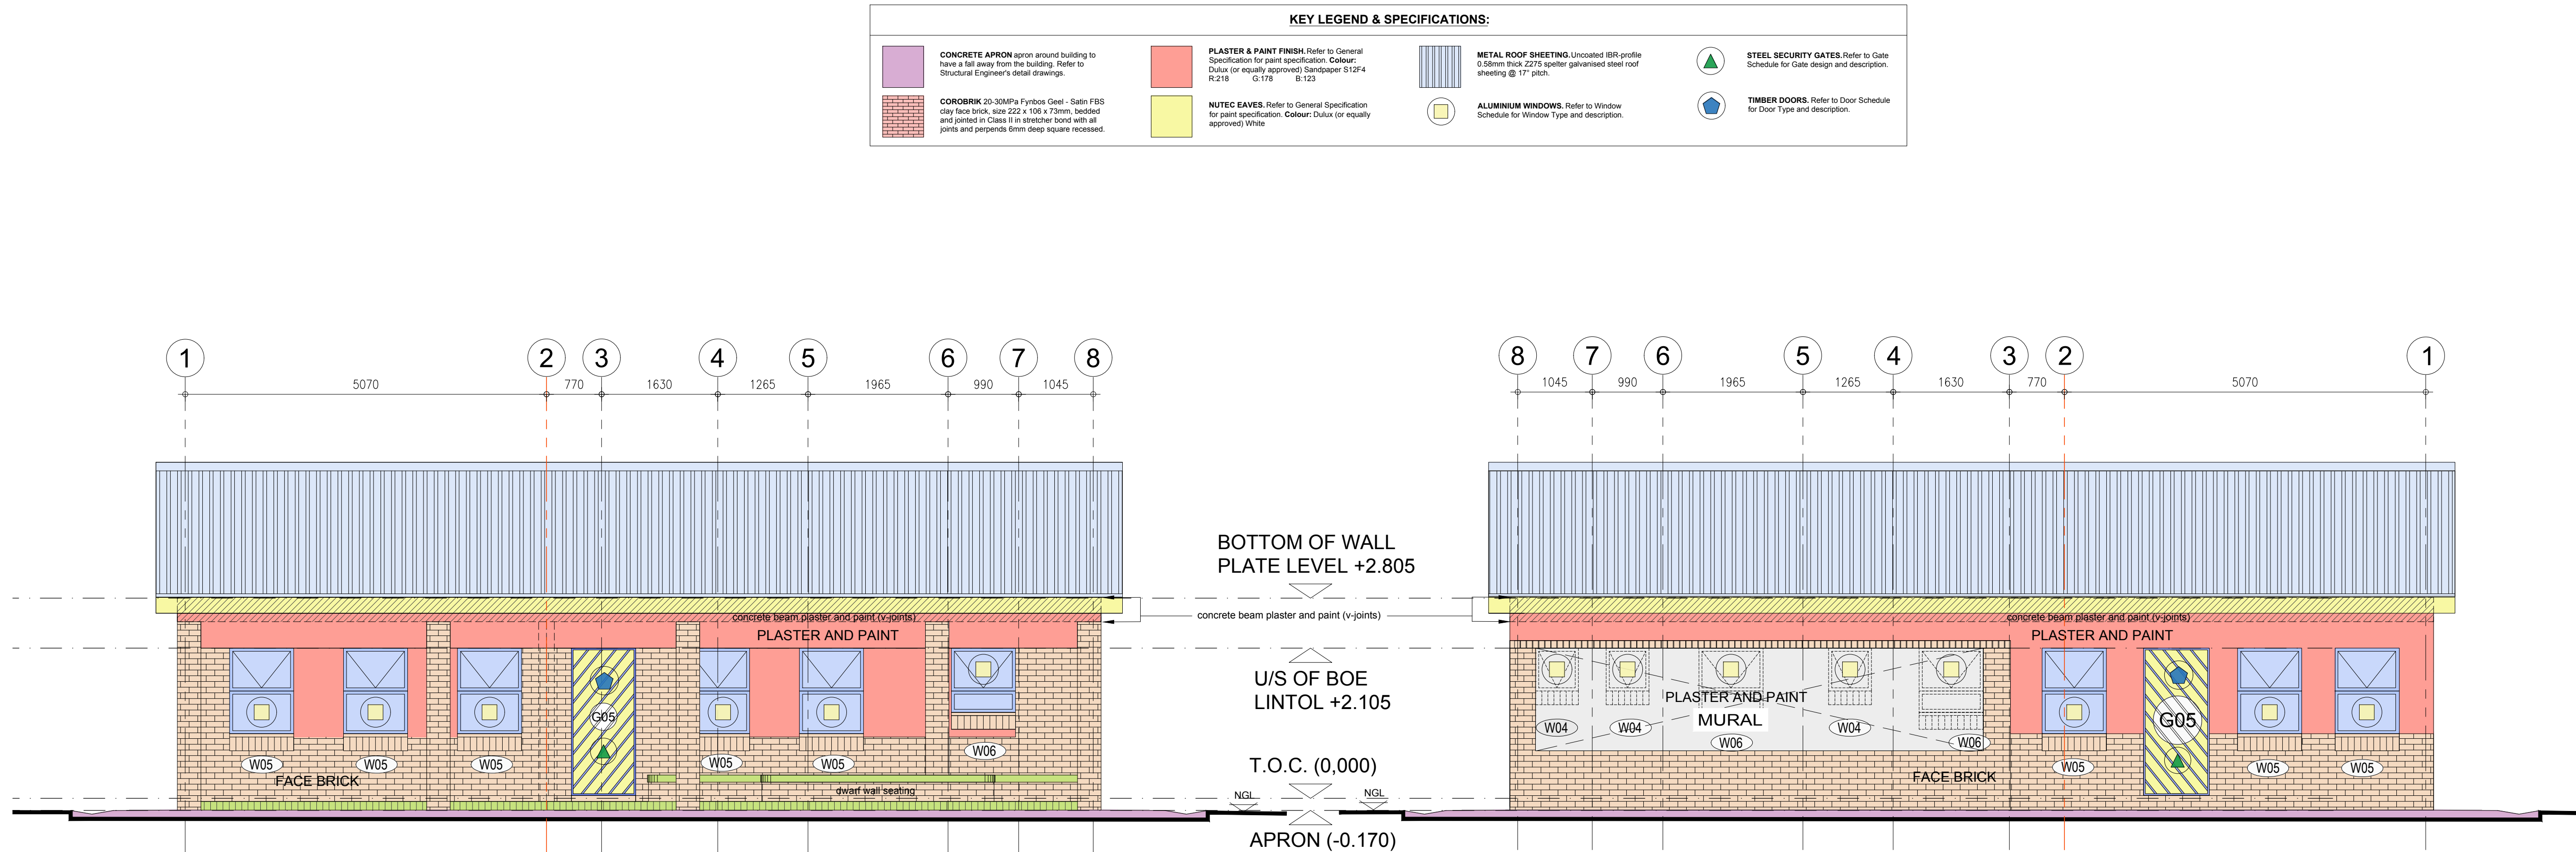 KEY LEGEND & SPECIFICATIONS:
CONCRETE APRON apron around building to
have a fall away from the building. Refer to
Structural Engineer's detail drawings.
COROBRIK 20-30MPa Fynbos Geel - Satin FBS
clay face brick, size 222 x 106 x 73mm, bedded
and jointed in Class II in stretcher bond with all
joints and perpends 6mm deep square recessed.
PLASTER & PAINT FINISH. Refer to General
Specification for paint specification. Colour:
Dulux (or equally approved) Sandpaper S12F4
R:218 G:178 B:123
NUTEC EAVES. Refer to General Specification
for paint specification. Colour: Dulux (or equally
approved) White
METAL ROOF SHEETING. Uncoated IBR-profile
0.58mm thick Z275 spelter galvanised steel roof
sheeting @ 17° pitch.
ALUMINIUM WINDOWS. Refer to Window
Schedule for Window Type and description.
STEEL SECURITY GATES. Refer to Gate
Schedule for Gate design and description.
TIMBER DOORS. Refer to Door Schedule
for Door Type and description.
1 2 3 4 5 6 7 8
5070 770 1630 1265 1965 990 1045
concrete beam plaster and paint (v-joints)
PLASTER AND PAINT
G05
W06
W05 W05 W05 W05 W05
FACE BRICK
dwarf wall seating
BOTTOM OF WALL
PLATE LEVEL +2.805
concrete beam plaster and paint (v-joints)
U/S OF BOE
LINTOL +2.105
T.O.C. (0,000)
NGL NGL
APRON (-0.170)
8 7 6 5 4 3 2 1
1045 990 1965 1265 1630 770 5070
concrete beam plaster and paint (v-joints)
PLASTER AND PAINT
PLASTER AND PAINT
MURAL
G05
W04 W04 W06 W04 W06
W05 W05 W05
FACE BRICK